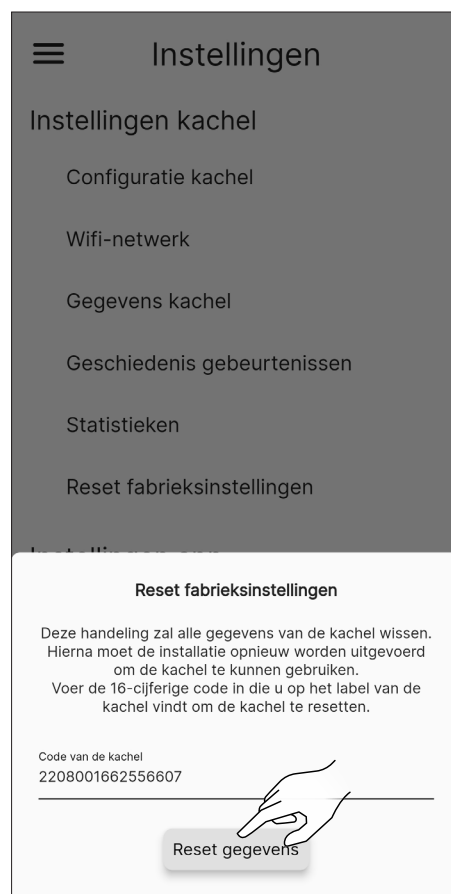 Instellingen
Instellingen kachel
Configuratie kachel
Wifi-netwerk
Gegevens kachel
Geschiedenis gebeurtenissen
Statistieken
Reset fabrieksinstellingen
Instellingen app
Reset fabrieksinstellingen
Deze handeling zal alle gegevens van de kachel wissen.
Hierna moet de installatie opnieuw worden uitgevoerd
om de kachel te kunnen gebruiken.
Voer de 16-cijferige code in die u op het label van de
kachel vindt om de kachel te resetten.
Code van de kachel
2208001662556607
Reset gegevens